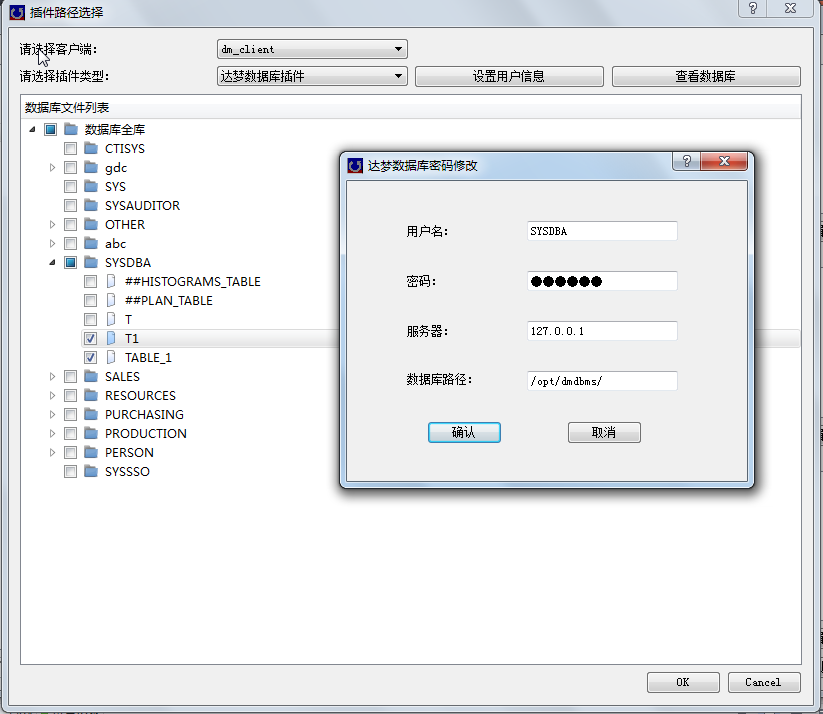 插件路径选择
请选择客户端:
dm_client
请选择插件类型:
达梦数据库插件
设置用户信息
查看数据库
数据库文件列表
数据库全库
CTISYS
gdc
SYS
SYSAUDITOR
OTHER
abc
SYSDBA
##HISTOGRAMS_TABLE
##PLAN_TABLE
T
T1
TABLE_1
SALES
RESOURCES
PURCHASING
PRODUCTION
PERSON
SYSSSO
达梦数据库密码修改
用户名:
SYSDBA
密码:
●●●●●●
服务器:
127.0.0.1
数据库路径:
/opt/dmdbms/
确认
取消
OK
Cancel